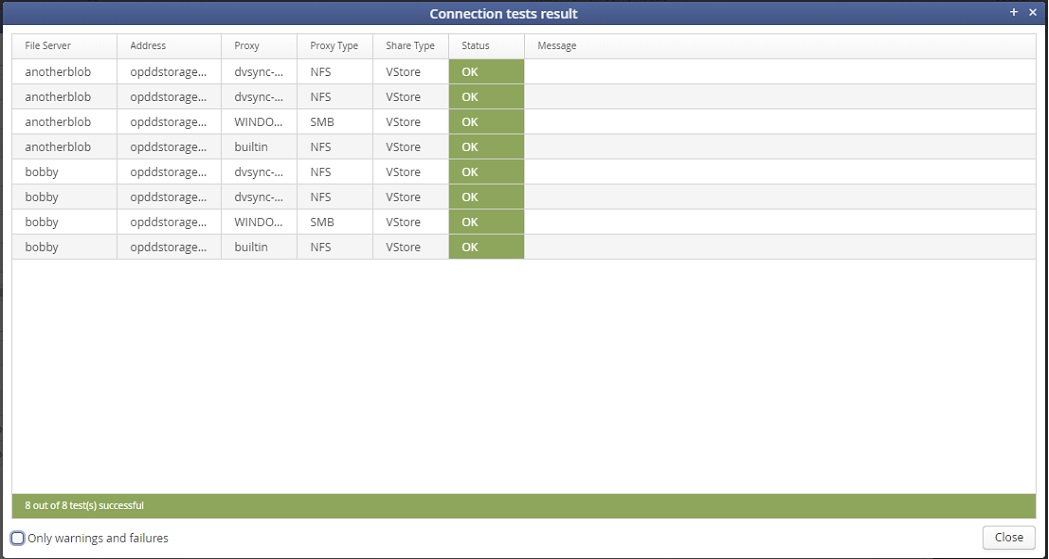 Connection tests result
File Server Address Proxy Proxy Type Share Type Status Message
anotherblob opddstorage... dvsync-... NFS VStore OK
anotherblob opddstorage... dvsync-... NFS VStore OK
anotherblob opddstorage... WINDO... SMB VStore OK
anotherblob opddstorage... builtin NFS VStore OK
bobby opddstorage... dvsync-... NFS VStore OK
bobby opddstorage... dvsync-... NFS VStore OK
bobby opddstorage... WINDO... SMB VStore OK
bobby opddstorage... builtin NFS VStore OK
8 out of 8 test(s) successful
Only warnings and failures Close